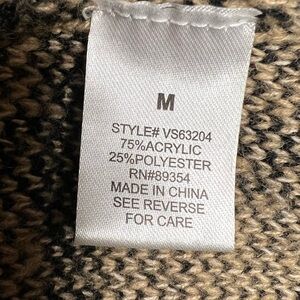 M
STYLE# VS63204
75%ACRYLIC
25%POLYESTER
RN#89354
MADE IN CHINA
SEE REVERSE
FOR CARE